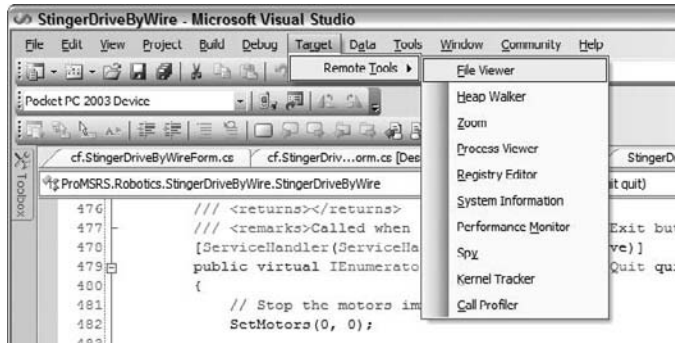 StingerDriveByWire - Microsoft Visual Studio
File Edit View Project Build Debug Target Data Tools Window Community Help
Remote Tools
File Viewer
Heap Walker
Zoom
Process Viewer
Registry Editor
System Information
Performance Monitor
Spy
Kernel Tracker
Call Profiler
Pocket PC 2003 Device
Toolbox
cf.StingerDriveByWireForm.cs cf.StingerDriv...orm.cs [Des StingerD
ProMSRS.Robotics.StingerDriveByWire.StingerDriveByWire it quit)
476 /// <returns></returns>
477 /// <remarks>Called when Exit but
478 [ServiceHandler(ServiceHa ve)]
479 public virtual IEnumerato Quit qui
480 {
481 // Stop the motors im
482 SetMotors(0, 0);
483